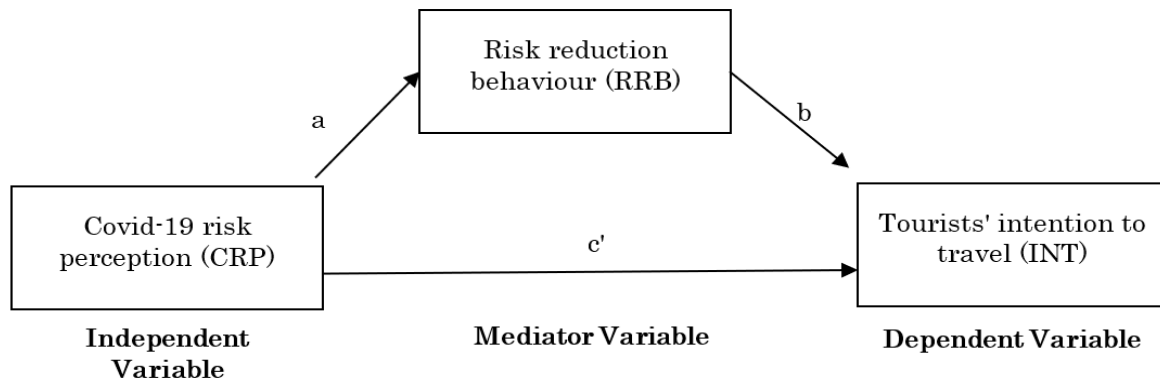 Risk reduction
behaviour (RRB)
a
b
Covid-19 risk
perception (CRP)
c'
Tourists' intention to
travel (INT)
Independent
Variable
Mediator Variable
Dependent Variable